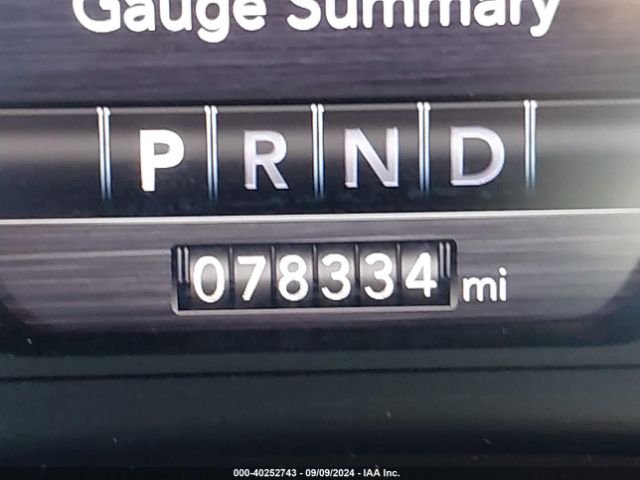 Gauge Summary
P R N D
078334 mi
000-40252743 - 09/09/2024 - IAA Inc.